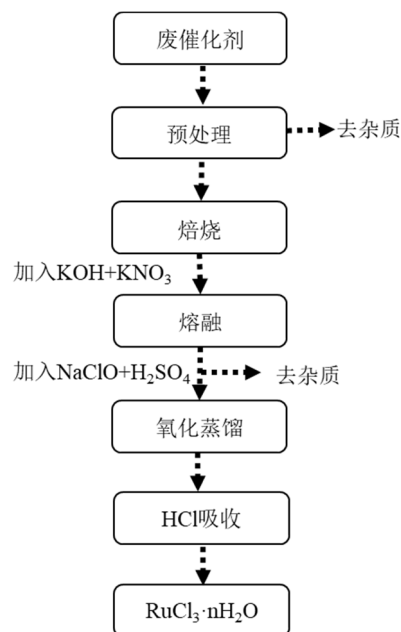 废催化剂
预处理
去杂质
焙烧
加入KOH+KNO₃
熔融
加入NaClO+H₂SO₄
去杂质
氧化蒸馏
HCl吸收
RuCl₃·nH₂O